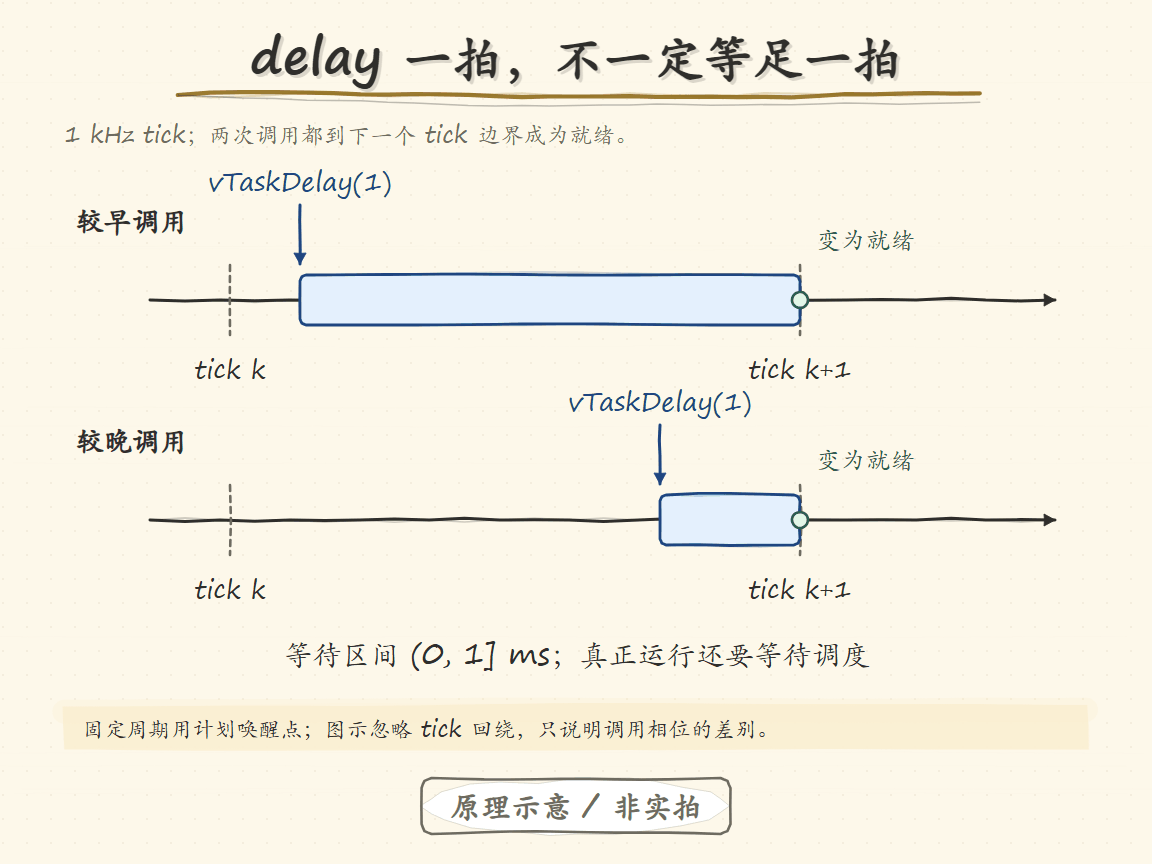 delay 一拍，不一定等足一拍
1 kHz tick；两次调用都到下一个 tick 边界成为就绪。
vTaskDelay(1)
较早调用
变为就绪
tick k
tick k+1
vTaskDelay(1)
较晚调用
变为就绪
tick k
tick k+1
等待区间 (0, 1] ms；真正运行还要等待调度
固定周期用计划唤醒点；图示忽略 tick 回绕，只说明调用相位的差别。
原理示意 / 非实拍